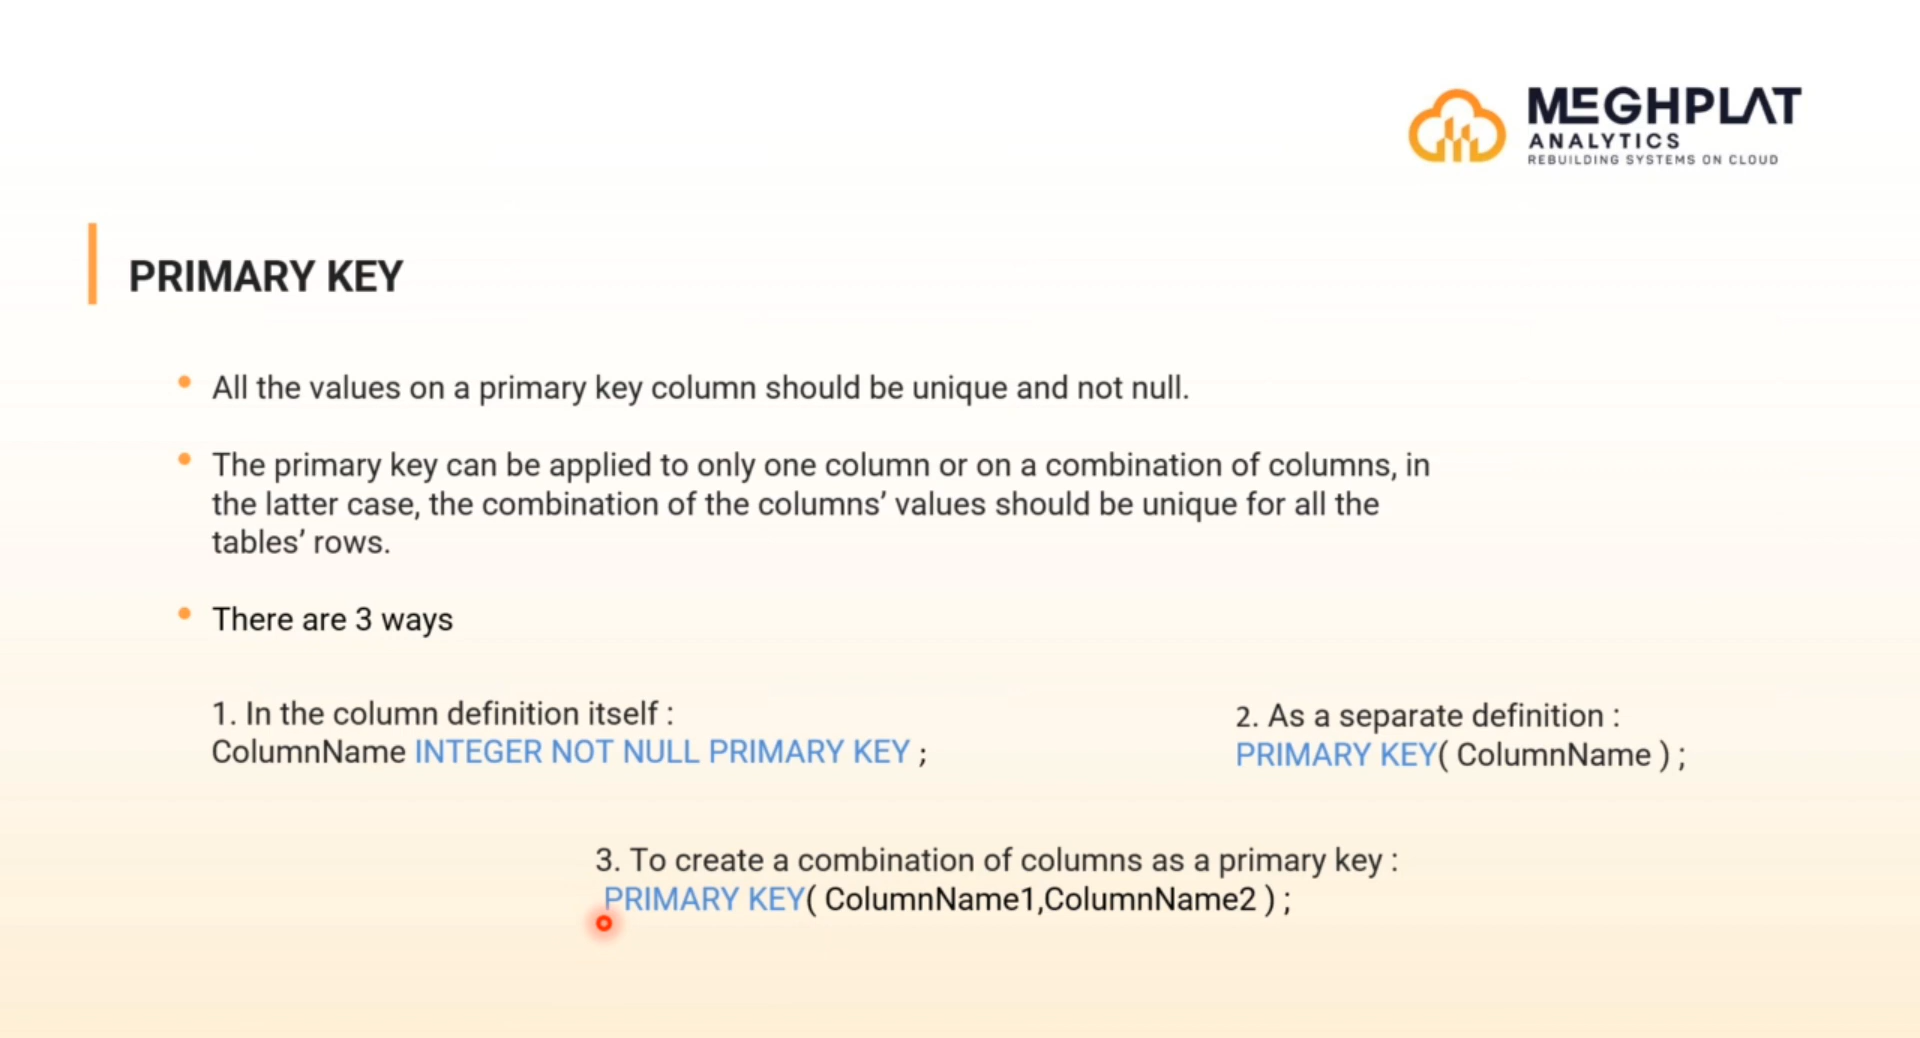 MEGHPLAT
ANALYTICS
REBUILDING SYSTEMS ON CLOUD
PRIMARY KEY
All the values on a primary key column should be unique and not null.
The primary key can be applied to only one column or on a combination of columns, in
the latter case, the combination of the columns’ values should be unique for all the
tables’ rows.
There are 3 ways
1. In the column definition itself :
ColumnName INTEGER NOT NULL PRIMARY KEY ;
2. As a separate definition :
PRIMARY KEY( ColumnName ) ;
3. To create a combination of columns as a primary key :
PRIMARY KEY( ColumnName1,ColumnName2 ) ;